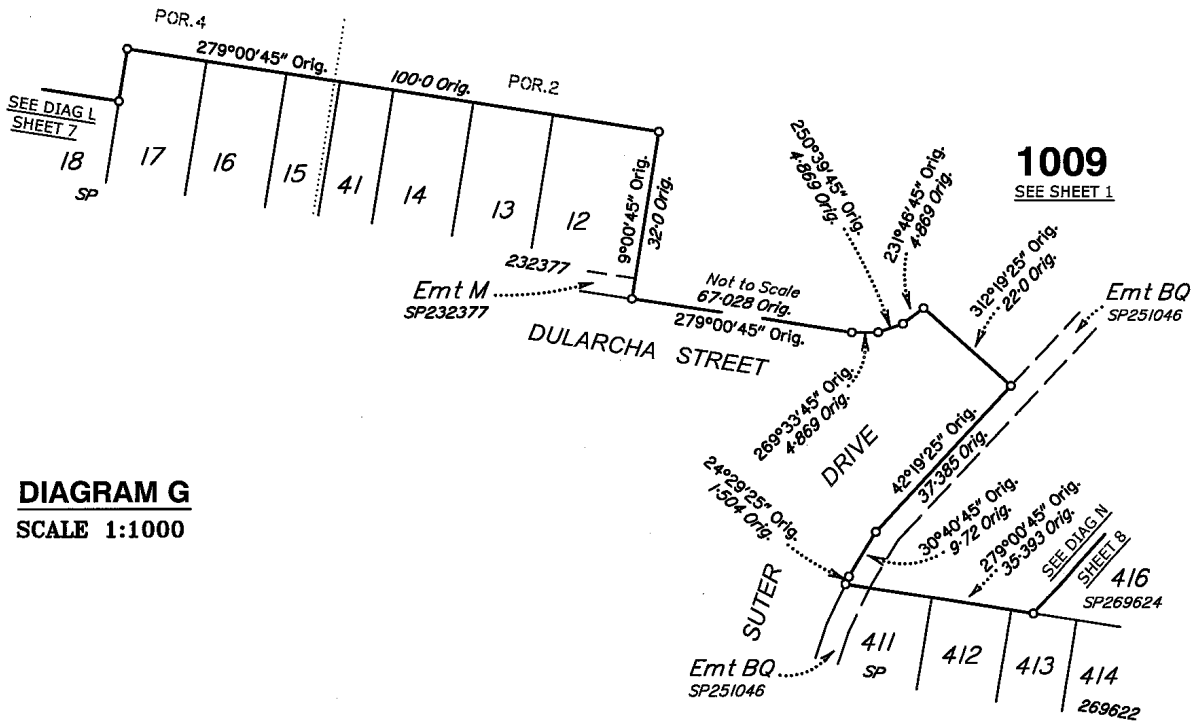 POR.4
279°00'45" Orig.
100·0 Orig.
POR.2
SEE DIAG L
SHEET 7
18
SP
17
16
15
41
14
13
12
232377
9°00'45" Orig.
32·0 Orig.
Emt M
SP232377
Not to Scale
67·028 Orig.
279°00'45" Orig.
DULARCHA STREET
250°39'45" Orig.
4·869 Orig.
231°46'45" Orig.
4·869 Orig.
1009
SEE SHEET 1
312°19'25" Orig.
22·0 Orig.
Emt BQ
SP251046
269°33'45" Orig.
4·869 Orig.
DRIVE
42°19'25" Orig.
37·385 Orig.
24°29'25" Orig.
1·504 Orig.
30°40'45" Orig.
9·72 Orig.
279°00'45" Orig.
35·393 Orig.
SEE DIAG N
SHEET 8
416
SP269624
DIAGRAM G
SCALE 1:1000
SUTER
Emt BQ
SP251046
411
SP
412
413
414
269622